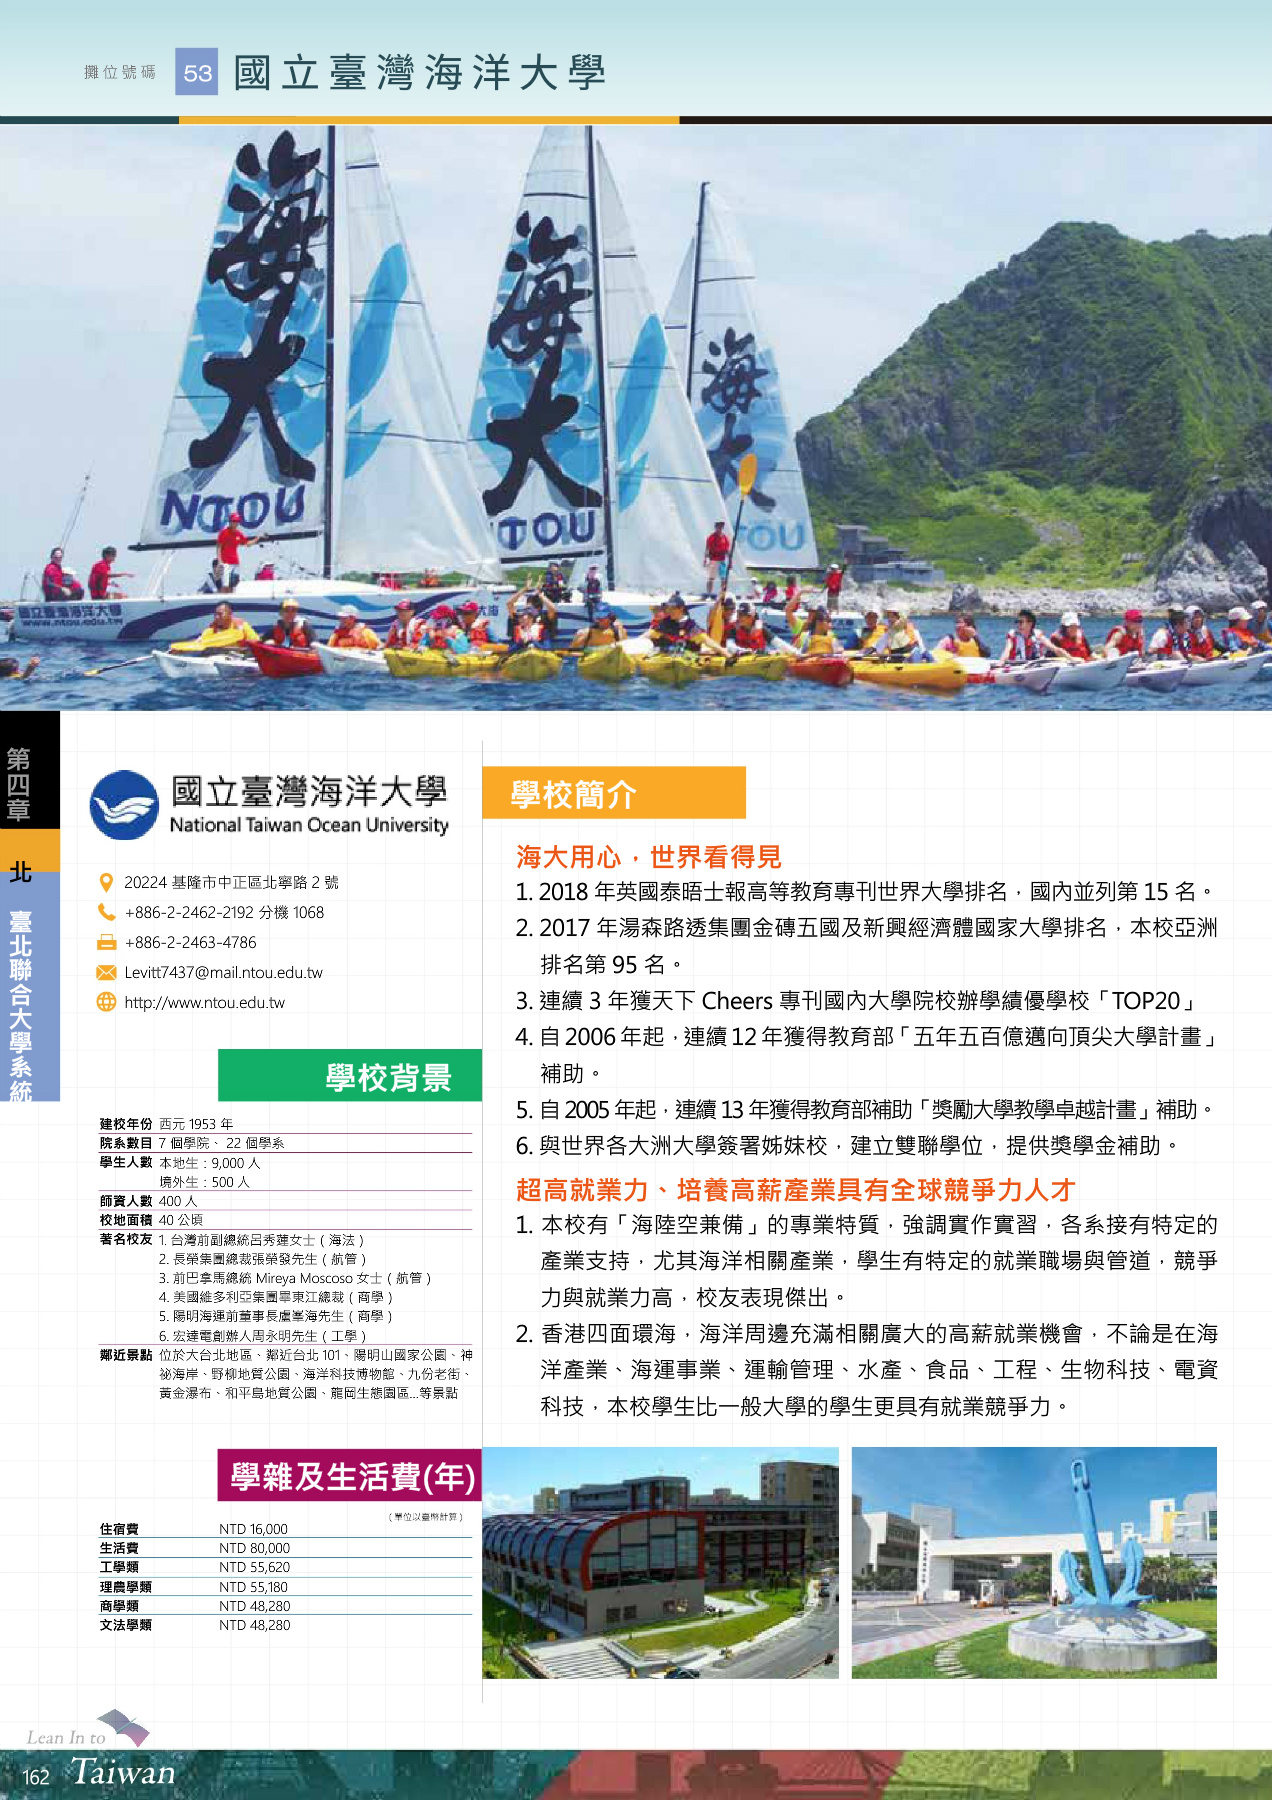 攤位號碼 53 國立臺灣海洋大學
海大
NTOU
海大
NTOU
海大
TOU
國立臺灣海洋大學
www.ntou.edu.tw
第四章
北
臺北聯合大學系統
國立臺灣海洋大學
National Taiwan Ocean University
20224 基隆市中正區北寧路 2 號
+886-2-2462-2192 分機 1068
+886-2-2463-4786
Levitt7437@mail.ntou.edu.tw
http://www.ntou.edu.tw
學校背景
建校年份 西元 1953 年
院系數目 7 個學院、 22 個學系
學生人數 本地生：9,000 人
境外生：500 人
師資人數 400 人
校地面積 40 公頃
著名校友 1. 台灣前副總統呂秀蓮女士 ( 海法 )
2. 長榮集團總裁張榮發先生 ( 航管 )
3. 前巴拿馬總統 Mireya Moscoso 女士 ( 航管 )
4. 美國維多利亞集團畢東江總裁 ( 商學 )
5. 陽明海運前董事長盧峯海先生 ( 商學 )
6. 宏達電創辦人周永明先生 ( 工學 )
鄰近景點 位於大台北地區、鄰近台北 101、陽明山國家公園、神
祕海岸、野柳地質公園、海洋科技博物館、九份老街、
黃金瀑布、和平島地質公園、龍岡生態園區...等景點
學雜及生活費(年)
( 單位以臺幣計算 )
住宿費 NTD 16,000
生活費 NTD 80,000
工學類 NTD 55,620
理農學類 NTD 55,180
商學類 NTD 48,280
文法學類 NTD 48,280
學校簡介
海大用心，世界看得見
1. 2018 年英國泰晤士報高等教育專刊世界大學排名，國內並列第 15 名。
2. 2017 年湯森路透集團金磚五國及新興經濟體國家大學排名，本校亞洲
排名第 95 名。
3. 連續 3 年獲天下 Cheers 專刊國內大學院校辦學績優學校「TOP20」
4. 自 2006 年起，連續 12 年獲得教育部「五年五百億邁向頂尖大學計畫」
補助。
5. 自 2005 年起，連續 13 年獲得教育部補助「獎勵大學教學卓越計畫」補助。
6. 與世界各大洲大學簽署姊妹校，建立雙聯學位，提供獎學金補助。
超高就業力、培養高薪產業具有全球競爭力人才
1. 本校有「海陸空兼備」的專業特質，強調實作實習，各系接有特定的
產業支持，尤其海洋相關產業，學生有特定的就業職場與管道，競爭
力與就業力高，校友表現傑出。
2. 香港四面環海，海洋周邊充滿相關廣大的高薪就業機會，不論是在海
洋產業、海運事業、運輸管理、水產、食品、工程、生物科技、電資
科技，本校學生比一般大學的學生更具有就業競爭力。
Lean In to
162 Taiwan